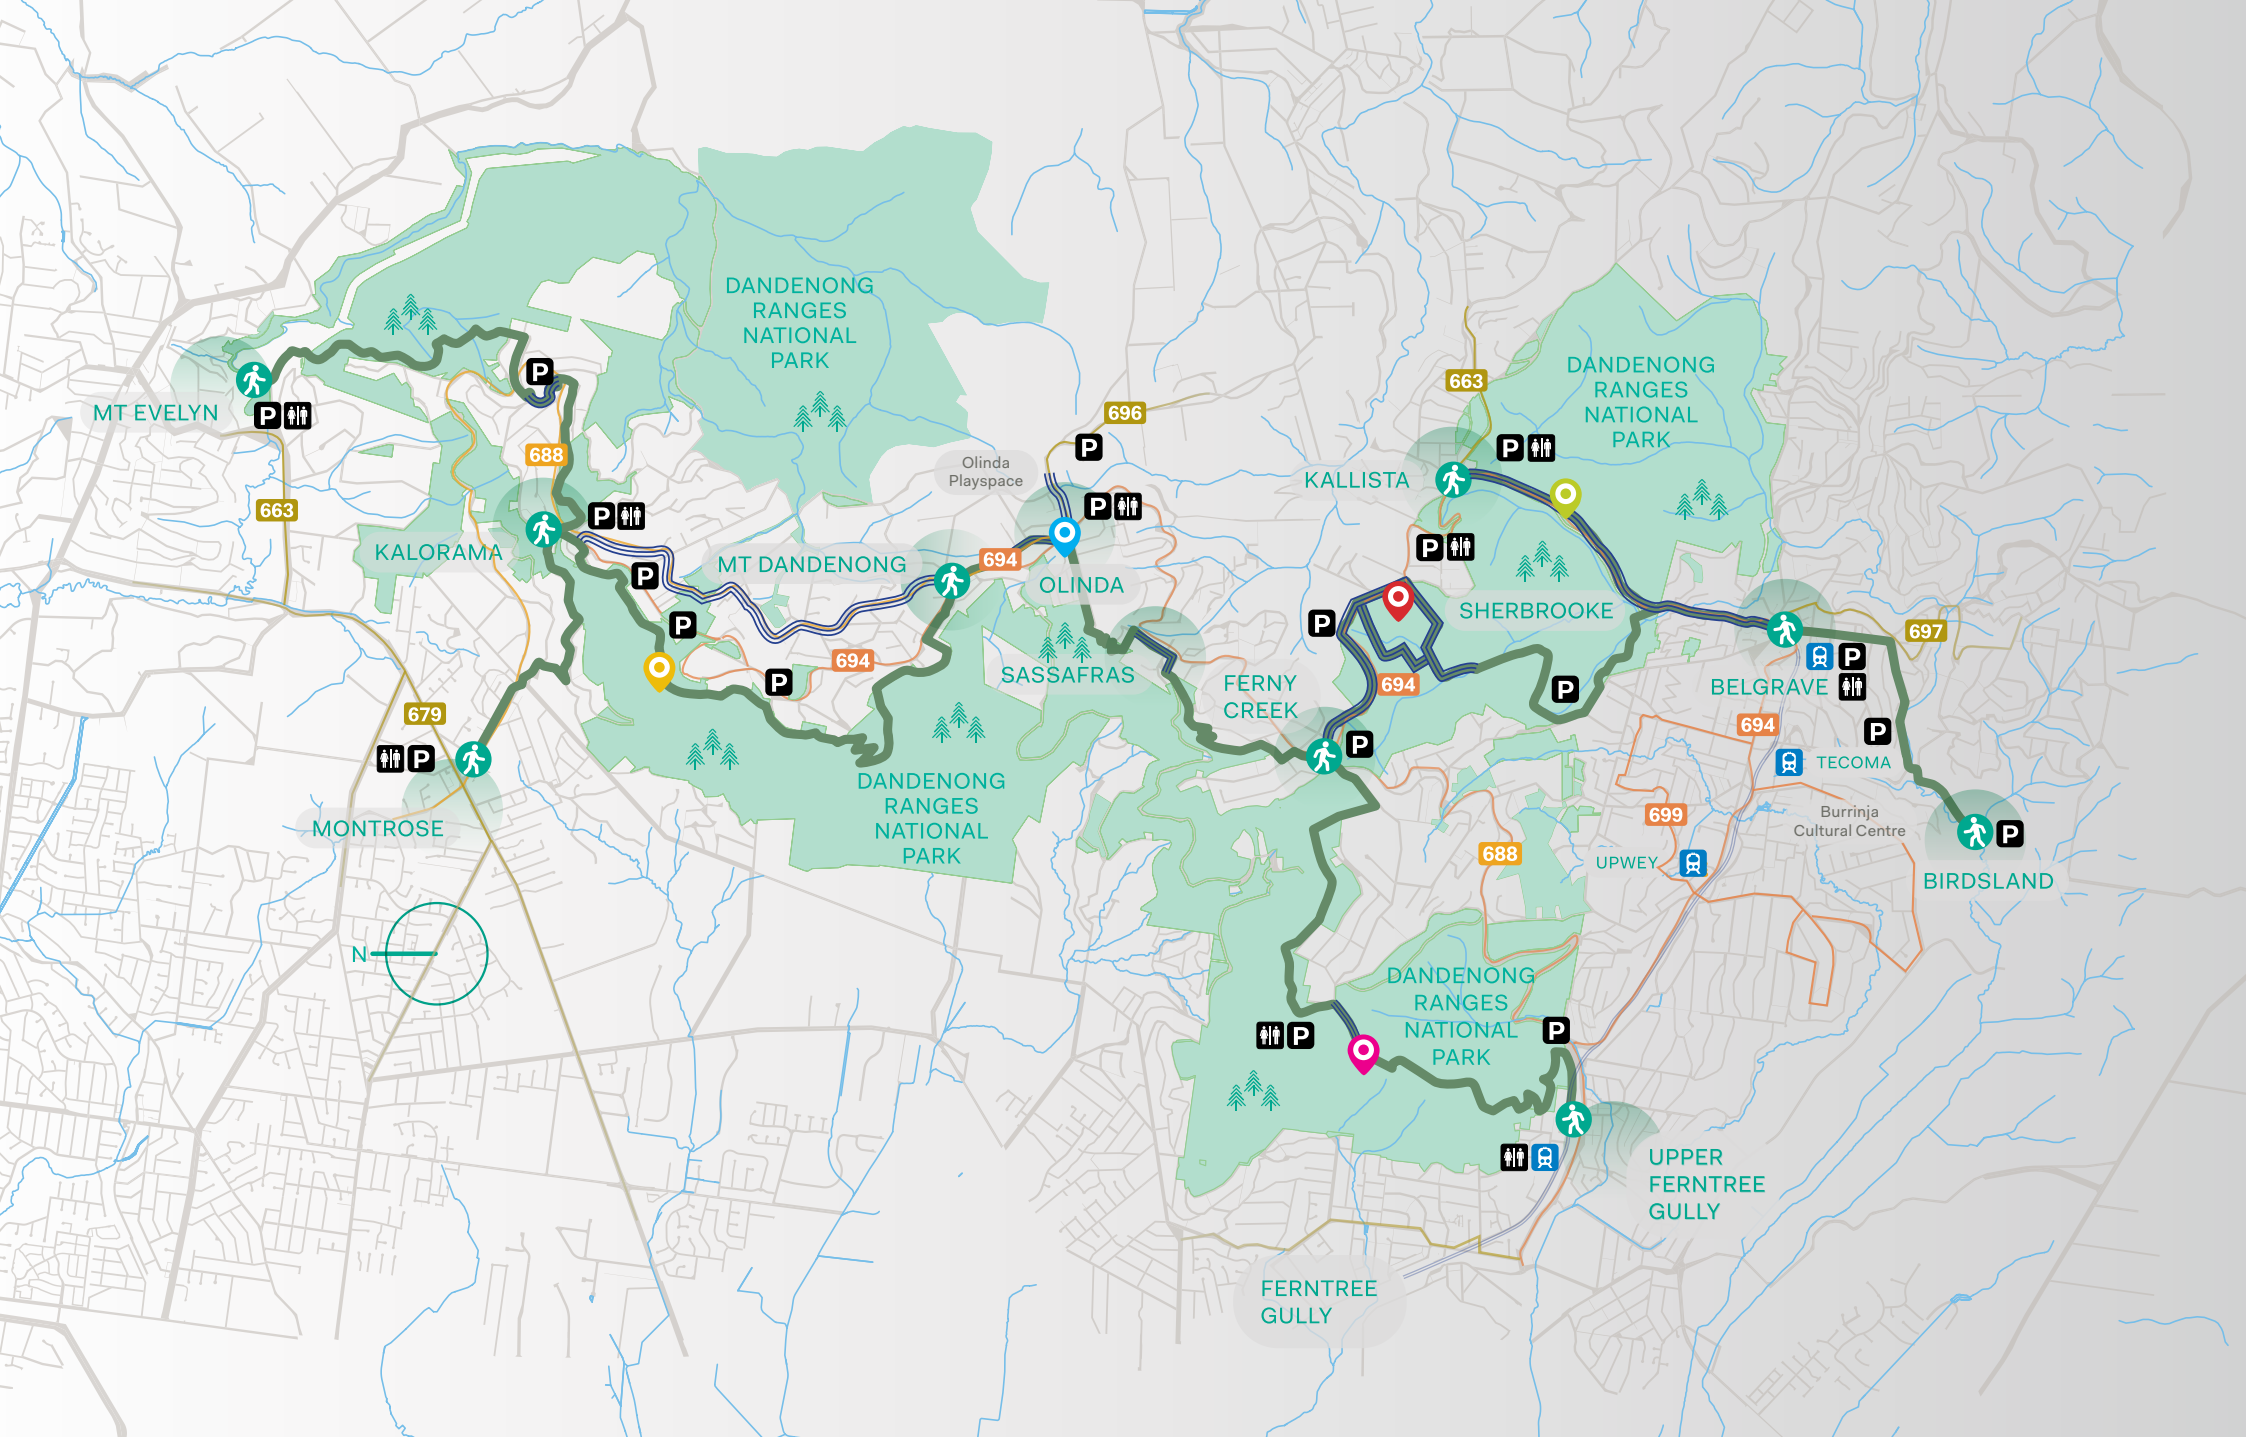 DANDENONG
RANGES
NATIONAL
PARK
DANDENONG
RANGES
NATIONAL
PARK
663
P
696
MT EVELYN
P
P
P
688
Olinda
Playspace
KALLISTA
P
663
P
P
KALORAMA
MT DANDENONG
694
P
P
OLINDA
SHERBROOKE
P
P
697
694
SASSAFRAS
P
694
FERNY
CREEK
P
BELGRAVE
P
679
P
P
694
P
TECOMA
DANDENONG
RANGES
NATIONAL
PARK
MONTROSE
699
Burrinja
Cultural Centre
P
688
UPWEY
BIRDSLAND
N
DANDENONG
RANGES
NATIONAL
PARK
P
P
UPPER
FERNTREE
GULLY
FERNTREE
GULLY